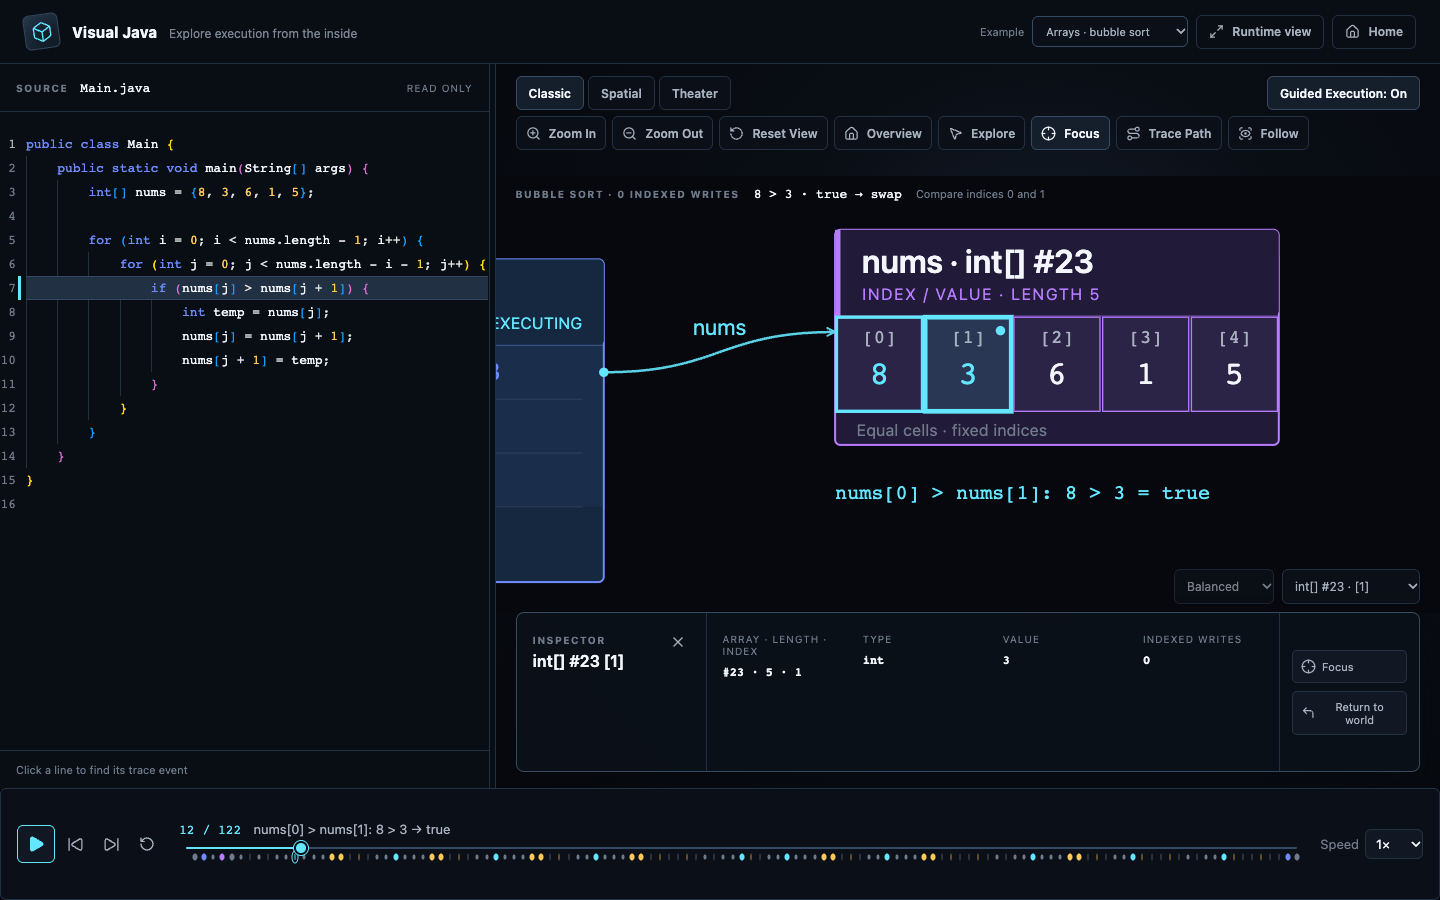 Visual Java
Explore execution from the inside
Example
Arrays · bubble sort
Runtime view
Home
SOURCE Main.java
READ ONLY
1 public class Main {
2 public static void main(String[] args) {
3 int[] nums = {8, 3, 6, 1, 5};
4
5 for (int i = 0; i < nums.length - 1; i++) {
6 for (int j = 0; j < nums.length - i - 1; j++) {
7 if (nums[j] > nums[j + 1]) {
8 int temp = nums[j];
9 nums[j] = nums[j + 1];
10 nums[j + 1] = temp;
11 }
12 }
13 }
14 }
15 }
16
Click a line to find its trace event
Classic
Spatial
Theater
Guided Execution: On
Zoom In
Zoom Out
Reset View
Overview
Explore
Focus
Trace Path
Follow
BUBBLE SORT · 0 INDEXED WRITES 8 > 3 · true → swap Compare indices 0 and 1
EXECUTING
nums
nums · int[] #23
INDEX / VALUE · LENGTH 5
[0] [1] [2] [3] [4]
8 3 6 1 5
Equal cells · fixed indices
nums[0] > nums[1]: 8 > 3 = true
Balanced
int[] #23 · [1]
INSPECTOR
int[] #23 [1]
ARRAY · LENGTH ·
INDEX
#23 · 5 · 1
TYPE
int
VALUE
3
INDEXED WRITES
0
Focus
Return to
world
12 / 122 nums[0] > nums[1]: 8 > 3 → true
Speed
1×